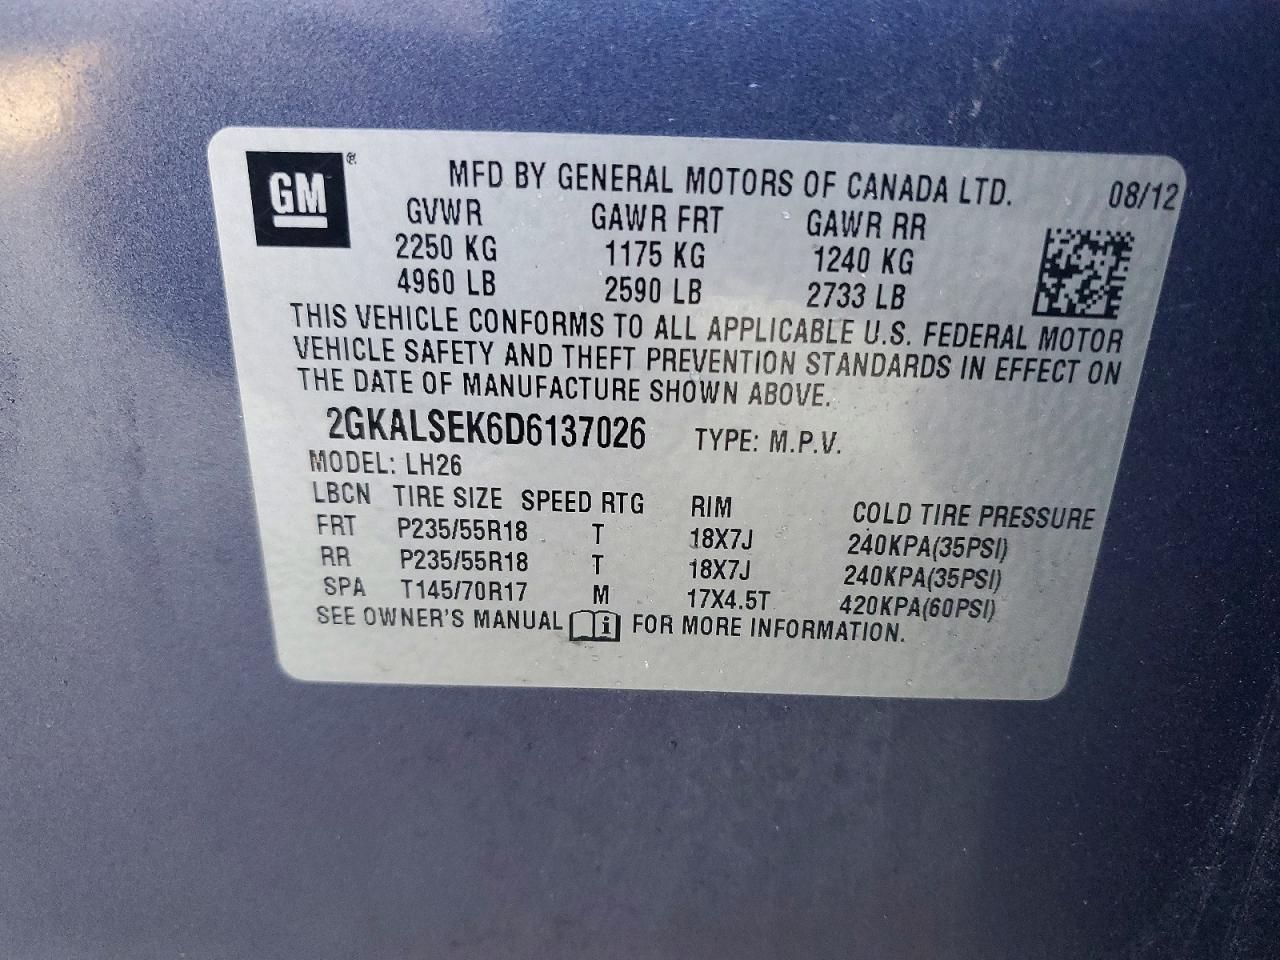 GM ®
MFD BY GENERAL MOTORS OF CANADA LTD. 08/12
GVWR GAWR FRT GAWR RR
2250 KG 1175 KG 1240 KG
4960 LB 2590 LB 2733 LB
THIS VEHICLE CONFORMS TO ALL APPLICABLE U.S. FEDERAL MOTOR
VEHICLE SAFETY AND THEFT PREVENTION STANDARDS IN EFFECT ON
THE DATE OF MANUFACTURE SHOWN ABOVE.
2GKALSEK6D6137026 TYPE: M.P.V.
MODEL: LH26
LBCN TIRE SIZE SPEED RTG RIM COLD TIRE PRESSURE
FRT P235/55R18 T 18X7J 240KPA(35PSI)
RR P235/55R18 T 18X7J 240KPA(35PSI)
SPA T145/70R17 M 17X4.5T 420KPA(60PSI)
SEE OWNER'S MANUAL i FOR MORE INFORMATION.